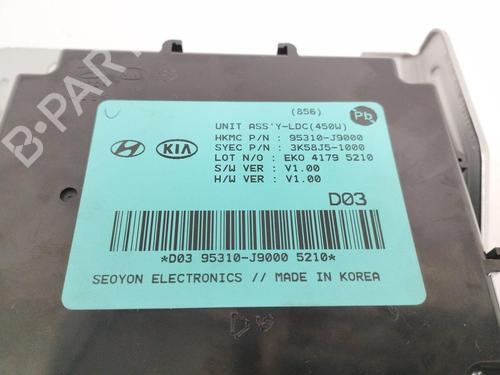 (856)
Pb
UNIT ASS'Y-LDC(450W)
HKMC P/N : 95310-J9000
SYEC P/N : 3K58J5-1000
LOT N/O : EKO 4179 5210
S/W VER : V1.00
H/W VER : V1.00
KIA
D03
*D03 95310-J9000 5210*
SEOYON ELECTRONICS // MADE IN KOREA
B-PARTS